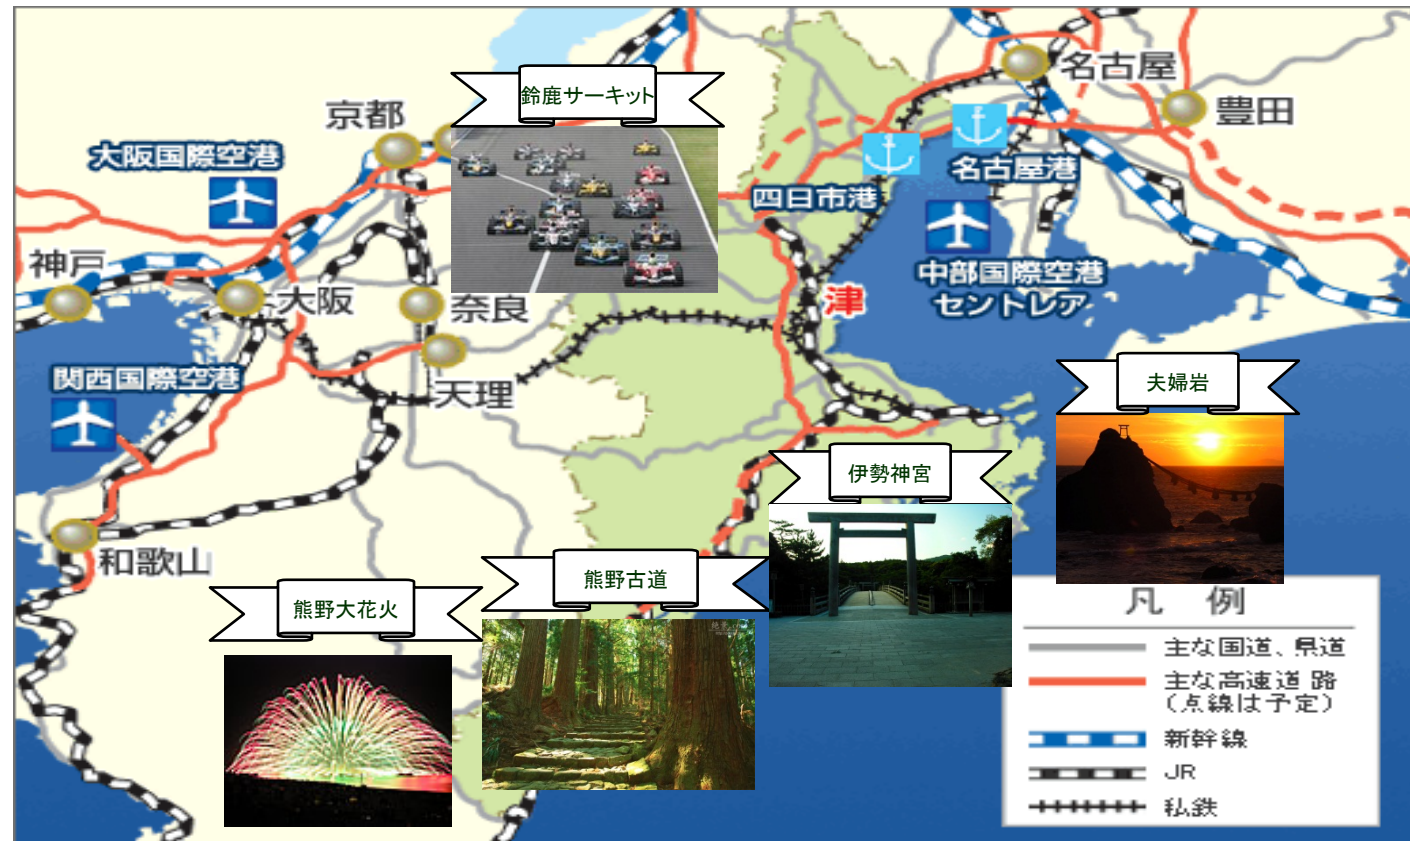 鈴鹿サーキット
名古屋
京都
豊田
大阪国際空港
名古屋港
四日市港
神戸
中部国際空港
セントレア
大阪
奈良
津
関西国際空港
天理
夫婦岩
伊勢神宮
和歌山
熊野古道
熊野大花火
凡 例
主な国道、県道
主な高速道路
(点線は予定)
新幹線
JR
私鉄